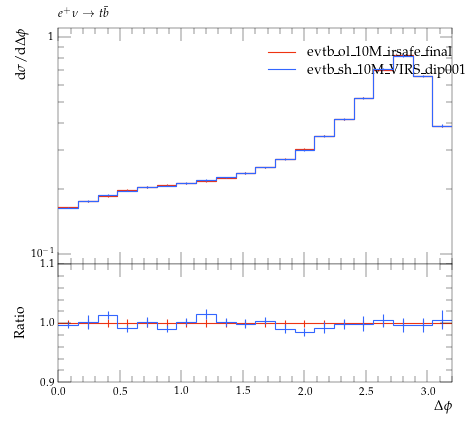 e⁺ν → tb̄
evtb_ol_10M_irsafe_final
evtb_sh_10M_VIRS_dip001
dσ/dΔϕ
1
10⁻¹
1.1
1.0
0.9
Ratio
0.0 0.5 1.0 1.5 2.0 2.5 3.0
Δϕ